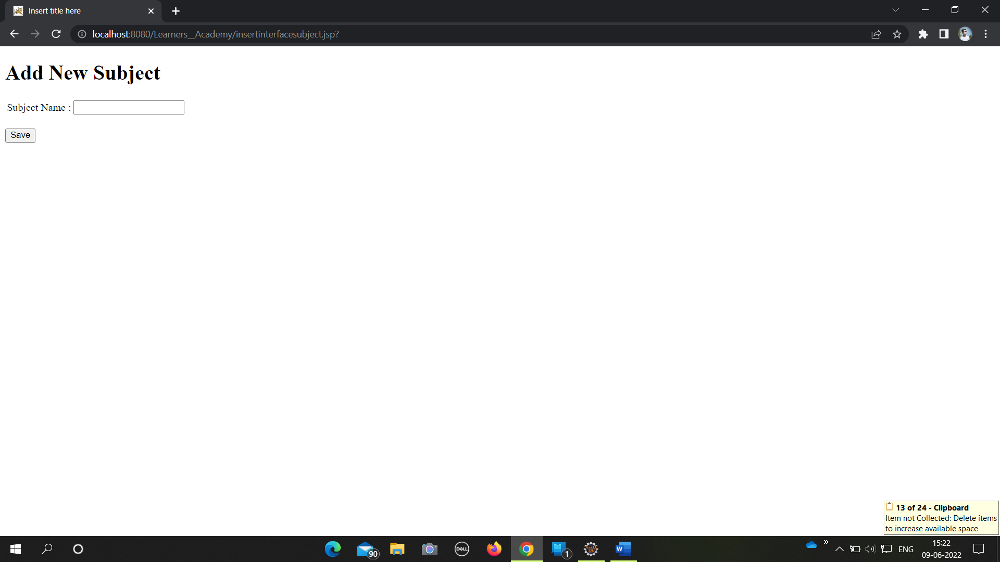 Insert title here
localhost:8080/Learners__Academy/insertinterfacesubject.jsp?
Add New Subject
Subject Name :
Save
13 of 24 - Clipboard
Item not Collected: Delete items
to increase available space
90
DELL
1
W
ENG
15:22
09-06-2022